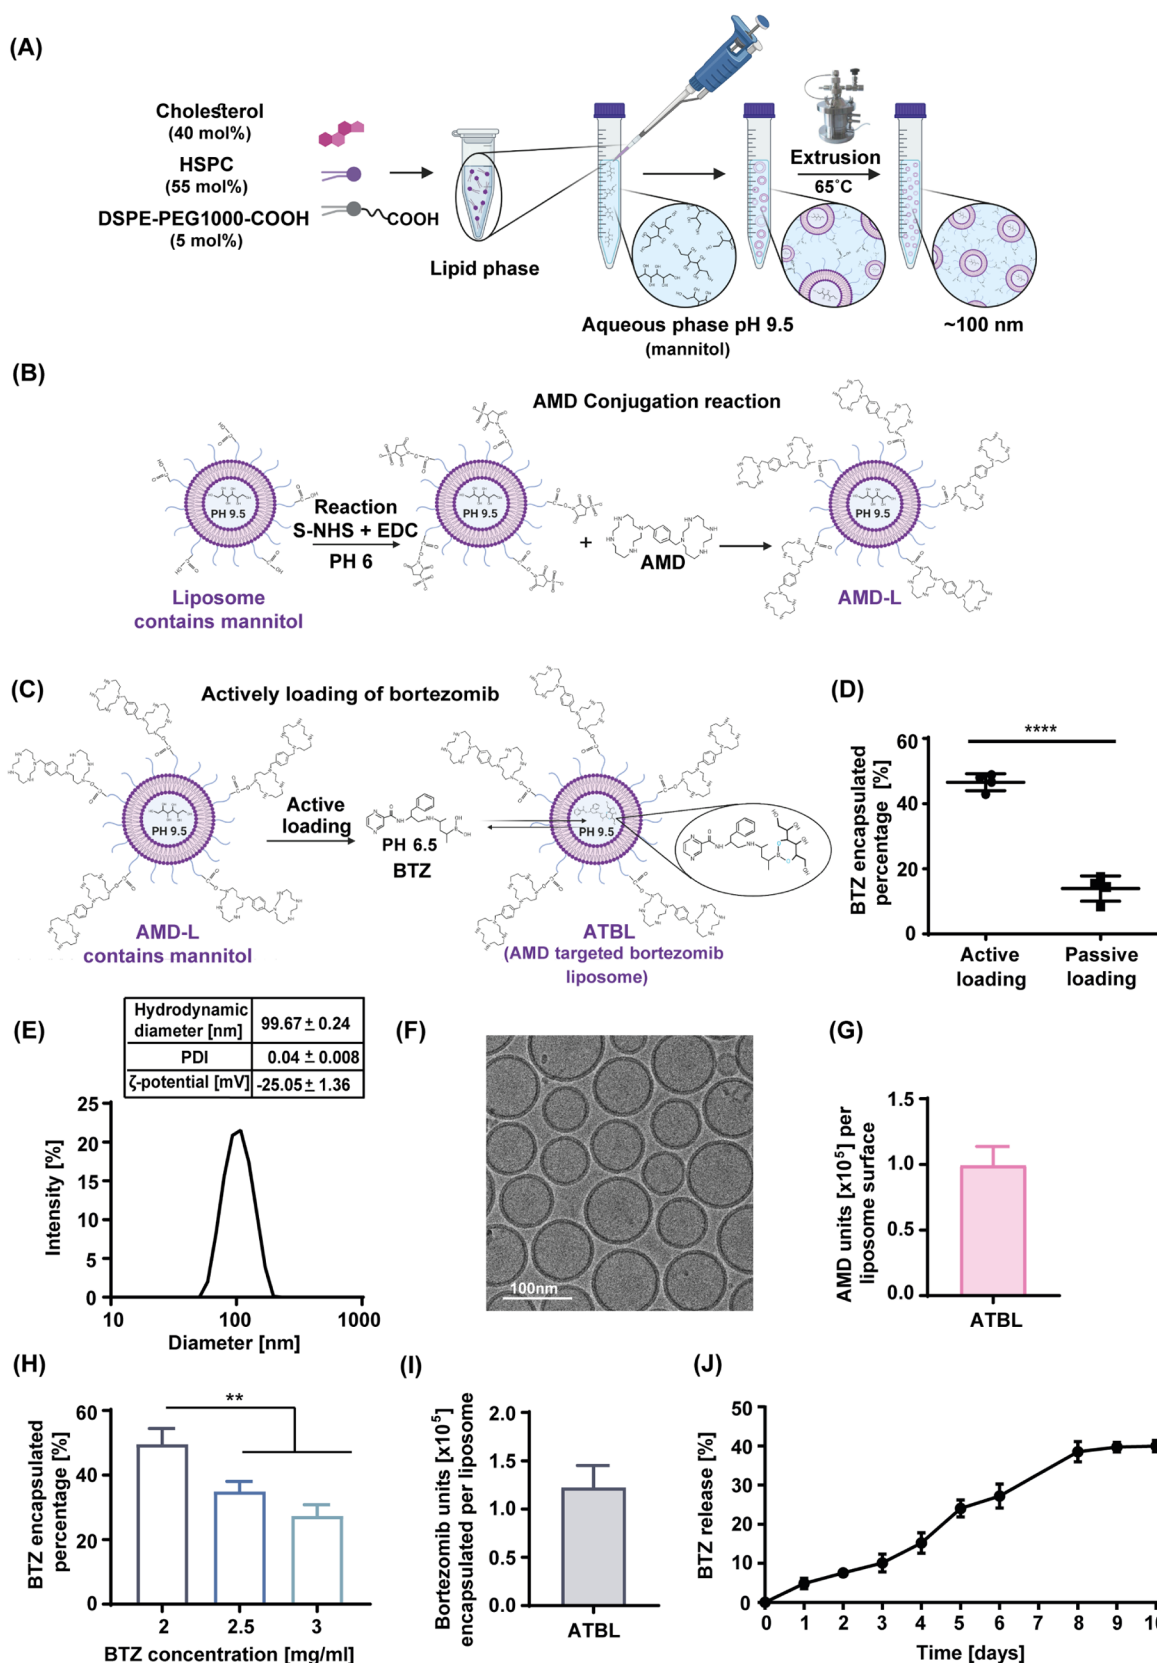 (A)
Cholesterol
(40 mol%)
HSPC
(55 mol%)
DSPE-PEG1000-COOH
(5 mol%)
COOH
Lipid phase
Extrusion
65°C
Aqueous phase pH 9.5
(mannitol)
~100 nm
(B)
AMD Conjugation reaction
PH 9.5
Reaction
S-NHS + EDC
PH 6
PH 9.5
+
AMD
PH 9.5
Liposome
contains mannitol
AMD-L
(C)
Actively loading of bortezomib
PH 9.5
Active
loading
PH 6.5
BTZ
PH 9.5
AMD-L
contains mannitol
ATBL
(AMD targeted bortezomib
liposome)
(D)
BTZ encapsulated
percentage [%]
60
40
20
0
****
Active
loading
Passive
loading
(E)
Hydrodynamic
diameter [nm]
99.67 ± 0.24
PDI
0.04 ± 0.008
ζ-potential [mV]
-25.05 ± 1.36
Intensity [%]
25
20
15
10
5
0
10
100
1000
Diameter [nm]
(F)
100nm
(G)
AMD units [x10⁵] per
liposome surface
1.5
1.0
0.5
0.0
ATBL
(H)
BTZ encapsulated
percentage [%]
60
40
20
0
**
2
2.5
3
BTZ concentration [mg/ml]
(I)
Bortezomib units [x10⁵]
encapsulated per liposome
2.0
1.5
1.0
0.5
0.0
ATBL
(J)
BTZ release [%]
50
40
30
20
10
0
0 1 2 3 4 5 6 7 8 9 10
Time [days]